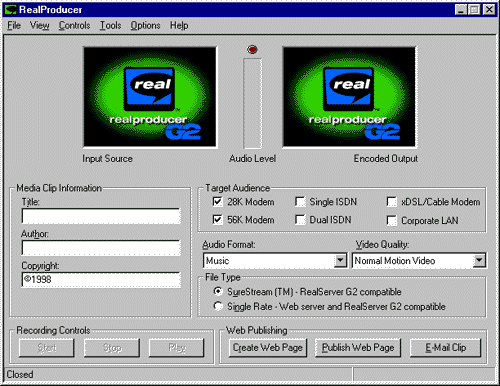 RealProducer
File View Controls Tools Options Help
real
realproducer
G2
real
realproducer
G2
Input Source
Audio Level
Encoded Output
Media Clip Information
Title:
Author:
Copyright:
©1998
Target Audience
28K Modem
Single ISDN
xDSL/Cable Modem
56K Modem
Dual ISDN
Corporate LAN
Audio Format:
Video Quality:
Music
Normal Motion Video
File Type
SureStream (TM) - RealServer G2 compatible
Single Rate - Web server and RealServer G2 compatible
Recording Controls
Start
Stop
Play
Web Publishing
Create Web Page
Publish Web Page
E-Mail Clip
Closed